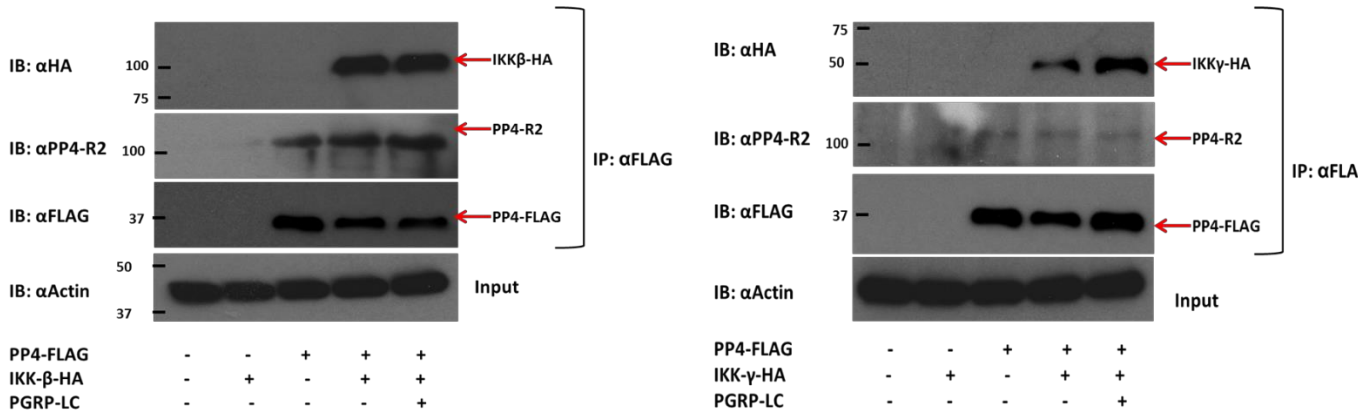 IB: αHA
100
75
IKKβ-HA
IB: αPP4-R2
100
PP4-R2
IP: αFLAG
IB: αFLAG
37
PP4-FLAG
IB: αActin
50
37
Input
PP4-FLAG - - + + +
IKK-β-HA - + - + +
PGRP-LC +
IB: αHA
75
50
IKKγ-HA
IB: αPP4-R2
100
PP4-R2
IP: αFLA
IB: αFLAG
37
PP4-FLAG
IB: αActin
Input
PP4-FLAG - - + + +
IKK-γ-HA - + - + +
PGRP-LC +